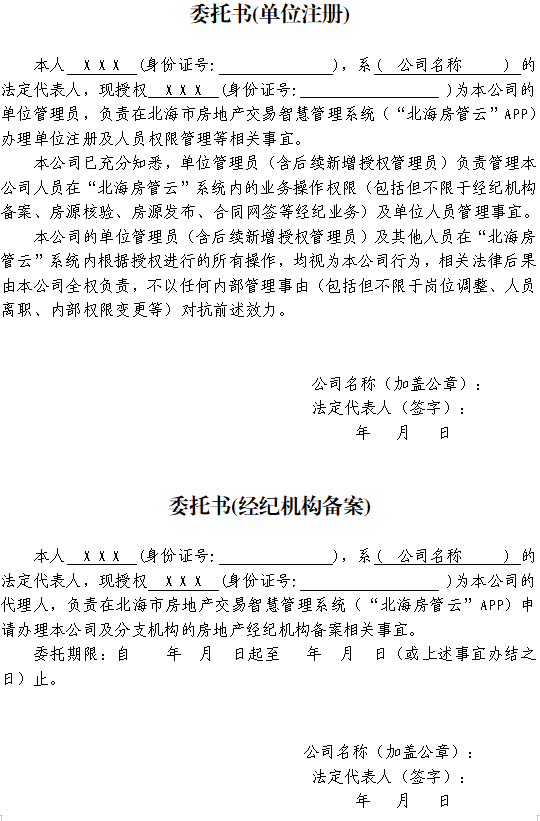 委托书(单位注册)
本人 X X X (身份证号: ), 系( 公司名称 ) 的
法定代表人，现授权 X X X (身份证号: )为本公司的
单位管理员，负责在北海市房地产交易智慧管理系统（“北海房管云”APP）
办理单位注册及人员权限管理等相关事宜。
本公司已充分知悉，单位管理员（含后续新增授权管理员）负责管理本
公司人员在“北海房管云”系统内的业务操作权限（包括但不限于经纪机构
备案、房源核验、房源发布、合同网签等经纪业务）及单位人员管理事宜。
本公司的单位管理员（含后续新增授权管理员）及其他人员在“北海房
管云”系统内根据授权进行的所有操作，均视为本公司行为，相关法律后果
由本公司全权负责，不以任何内部管理事由（包括但不限于岗位调整、人员
离职、内部权限变更等）对抗前述效力。
公司名称（加盖公章）：
法定代表人（签字）：
年 月 日
委托书(经纪机构备案)
本人 X X X (身份证号: ), 系( 公司名称 ) 的
法定代表人，现授权 X X X (身份证号: )为本公司的
代理人，负责在北海市房地产交易智慧管理系统（“北海房管云”APP）申
请办理本公司及分支机构的房地产经纪机构备案相关事宜。
委托期限：自 年 月 日起至 年 月 日（或上述事宜办结之
日）止。
公司名称（加盖公章）：
法定代表人（签字）：
年 月 日